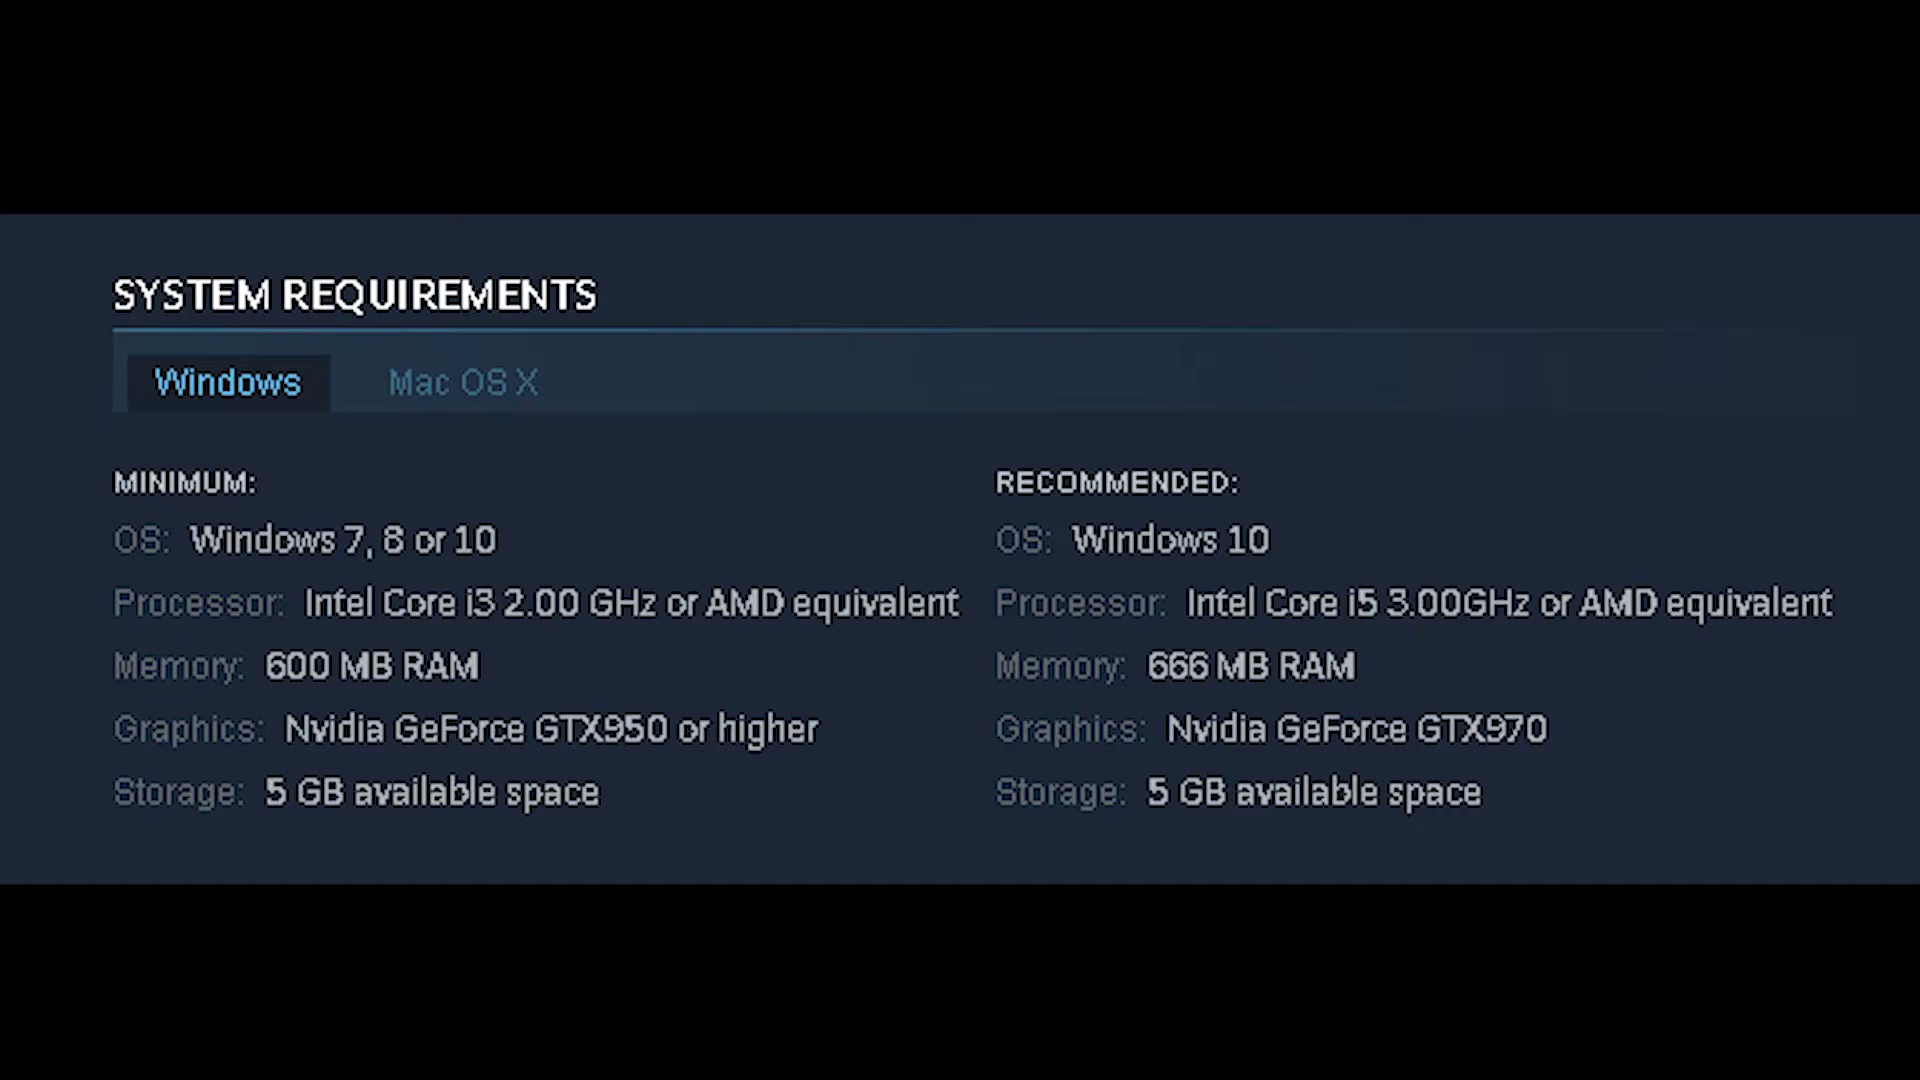 SYSTEM REQUIREMENTS
Windows Mac OS X
MINIMUM:
OS: Windows 7, 8 or 10
Processor: Intel Core i3 2.00 GHz or AMD equivalent
Memory: 600 MB RAM
Graphics: Nvidia GeForce GTX950 or higher
Storage: 5 GB available space
RECOMMENDED:
OS: Windows 10
Processor: Intel Core i5 3.00GHz or AMD equivalent
Memory: 666 MB RAM
Graphics: Nvidia GeForce GTX970
Storage: 5 GB available space